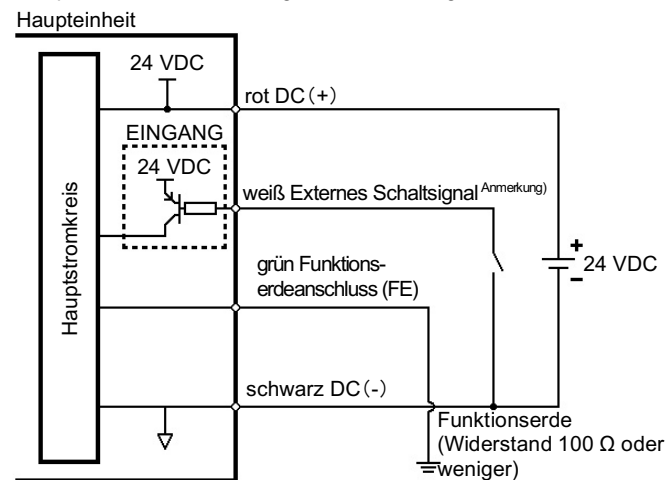 Haupteinheit
24 VDC
rot DC (+)
EINGANG
24 VDC
weiß Externes Schaltsignal Anmerkung)
+
24 VDC
−
grün Funktions-
erdeanschluss (FE)
Hauptstromkreis
schwarz DC (-)
Funktionserde
(Widerstand 100 Ω oder
weniger)